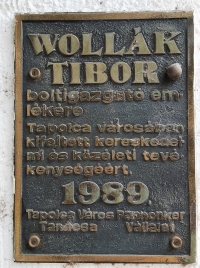 WOLLÁK
TIBOR
boltigazgató em-
lékére
Tapolca városában
kifejtett kereskedel-
mi és közéleti tevé-
kenységéért.
1989
Tapolca Város Pannonker
Tanácsa Vállalat